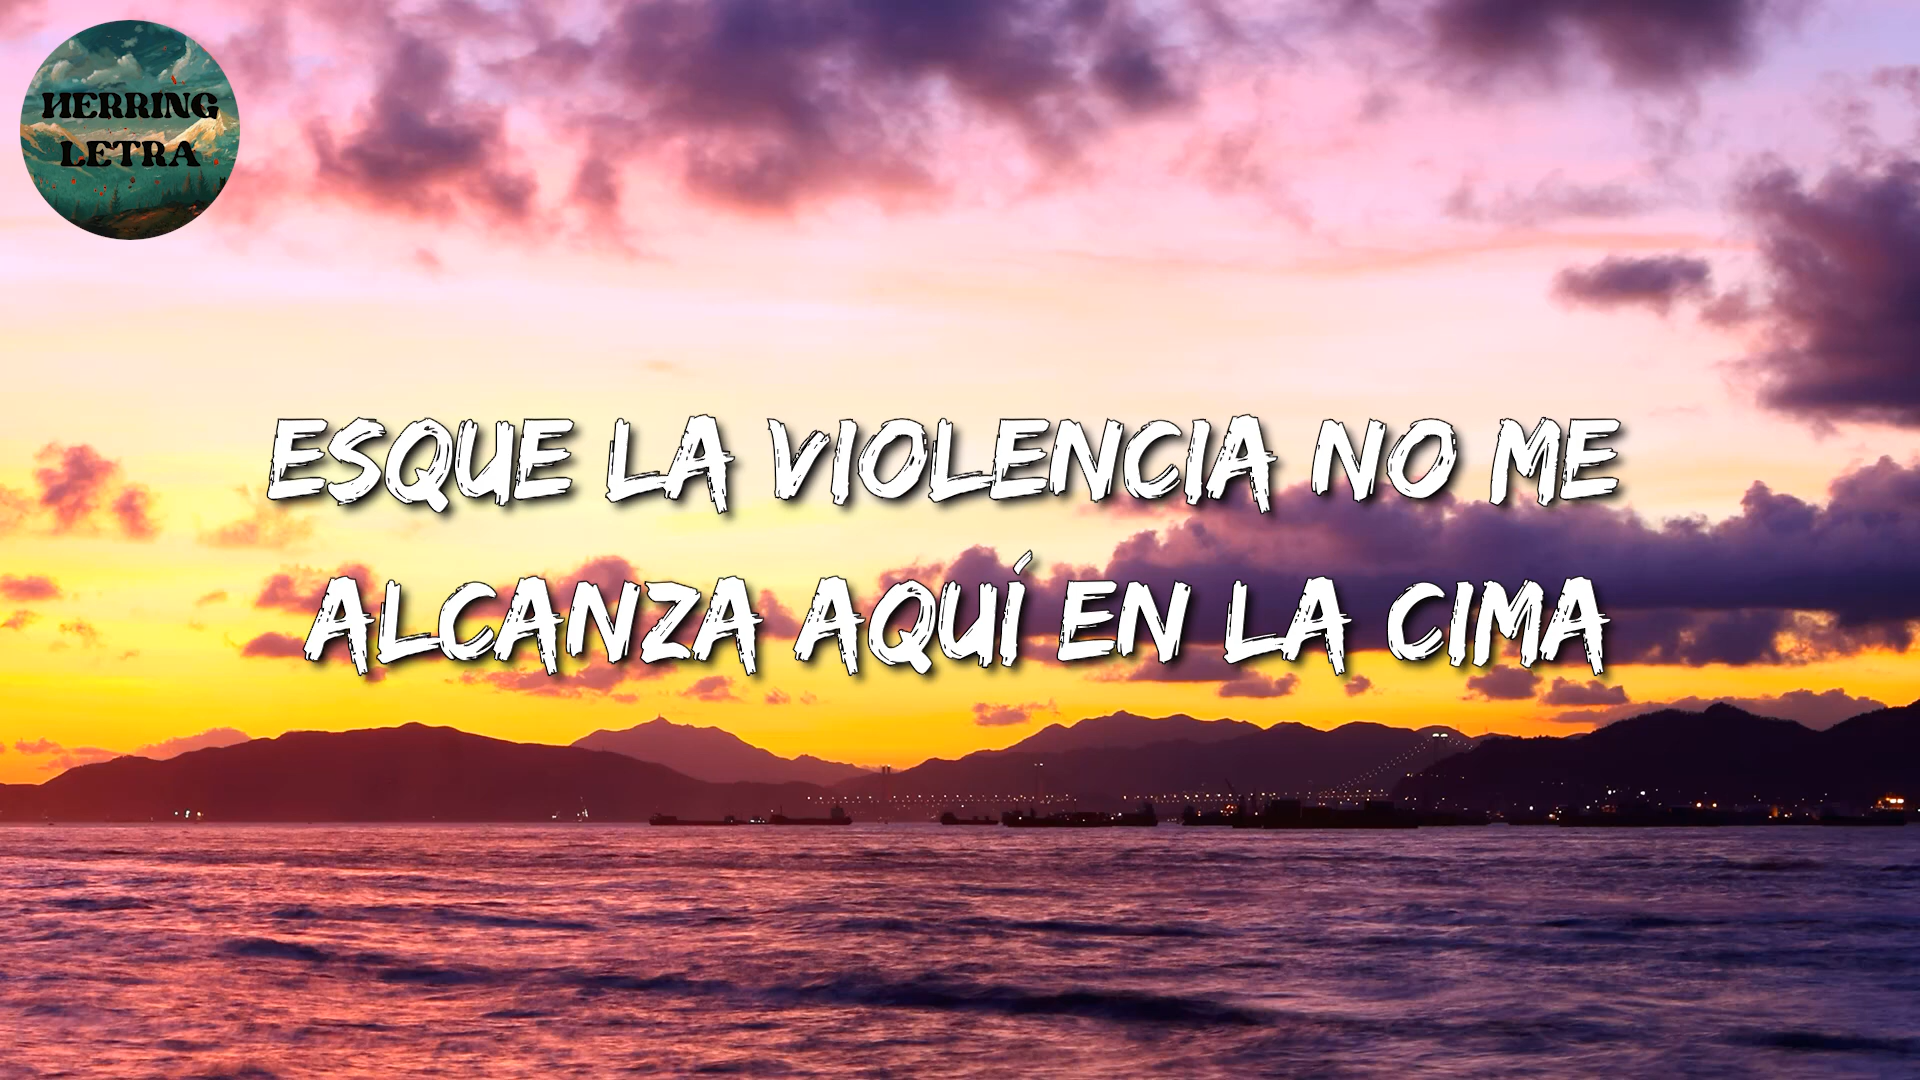 HERRING
LETRA
ESQUE LA VIOLENCIA NO ME
ALCANZA AQUÍ EN LA CIMA